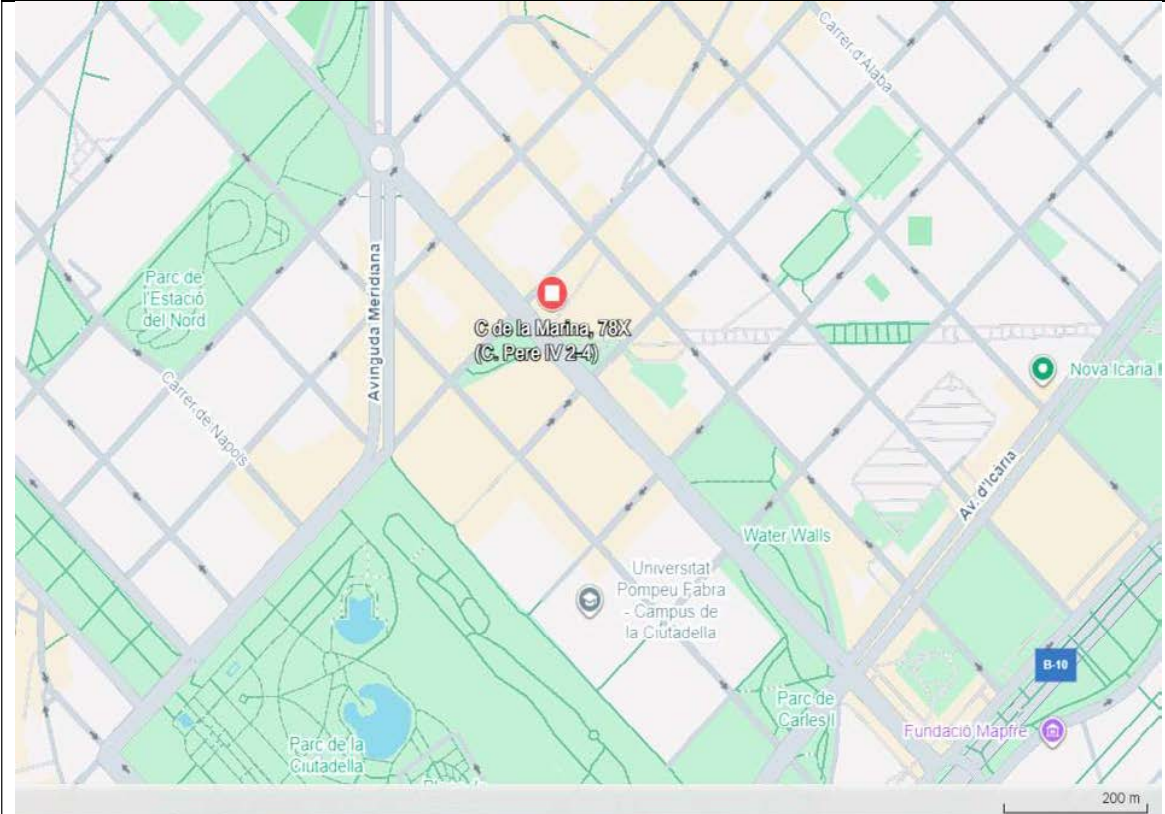 Carrer d'Alaba
Parc de
l'Estació
del Nord
Avinguda Meridiana
C de la Marina, 78X
(C. Pere IV 2-4)
Carrer de Napols
Nova Icària
Av. d'Icària
Water Walls
Universitat
Pompeu Fabra
- Campus de
la Ciutadella
B-10
Parc de
Carles I
Fundació Mapfre
Parc de la
Ciutadella
200 m